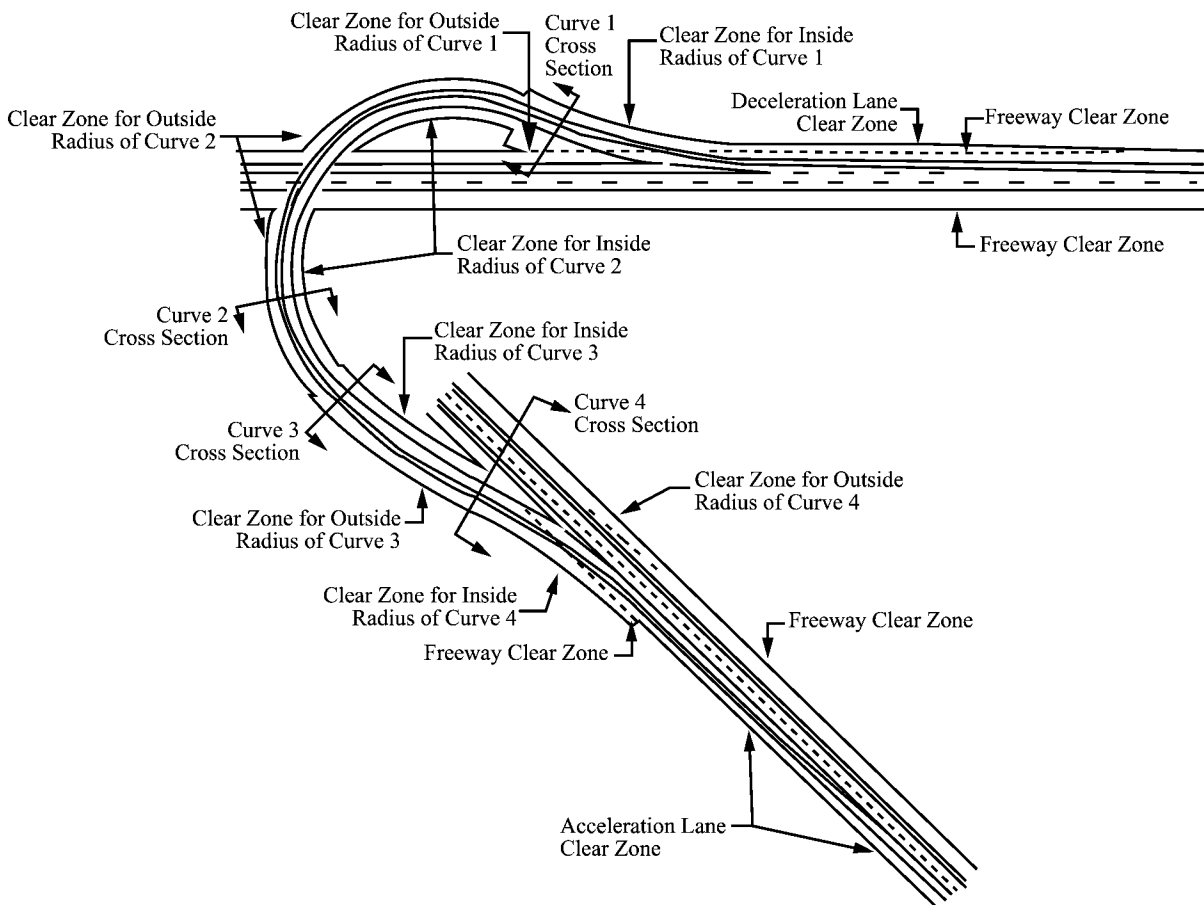 Clear Zone for Outside
Radius of Curve 1
Curve 1
Cross
Section
Clear Zone for Inside
Radius of Curve 1
Deceleration Lane
Clear Zone
Freeway Clear Zone
Clear Zone for Outside
Radius of Curve 2
Clear Zone for Inside
Radius of Curve 2
Freeway Clear Zone
Curve 2
Cross Section
Clear Zone for Inside
Radius of Curve 3
Curve 4
Cross Section
Curve 3
Cross Section
Clear Zone for Outside
Radius of Curve 4
Clear Zone for Outside
Radius of Curve 3
Clear Zone for Inside
Radius of Curve 4
Freeway Clear Zone
Freeway Clear Zone
Acceleration Lane
Clear Zone